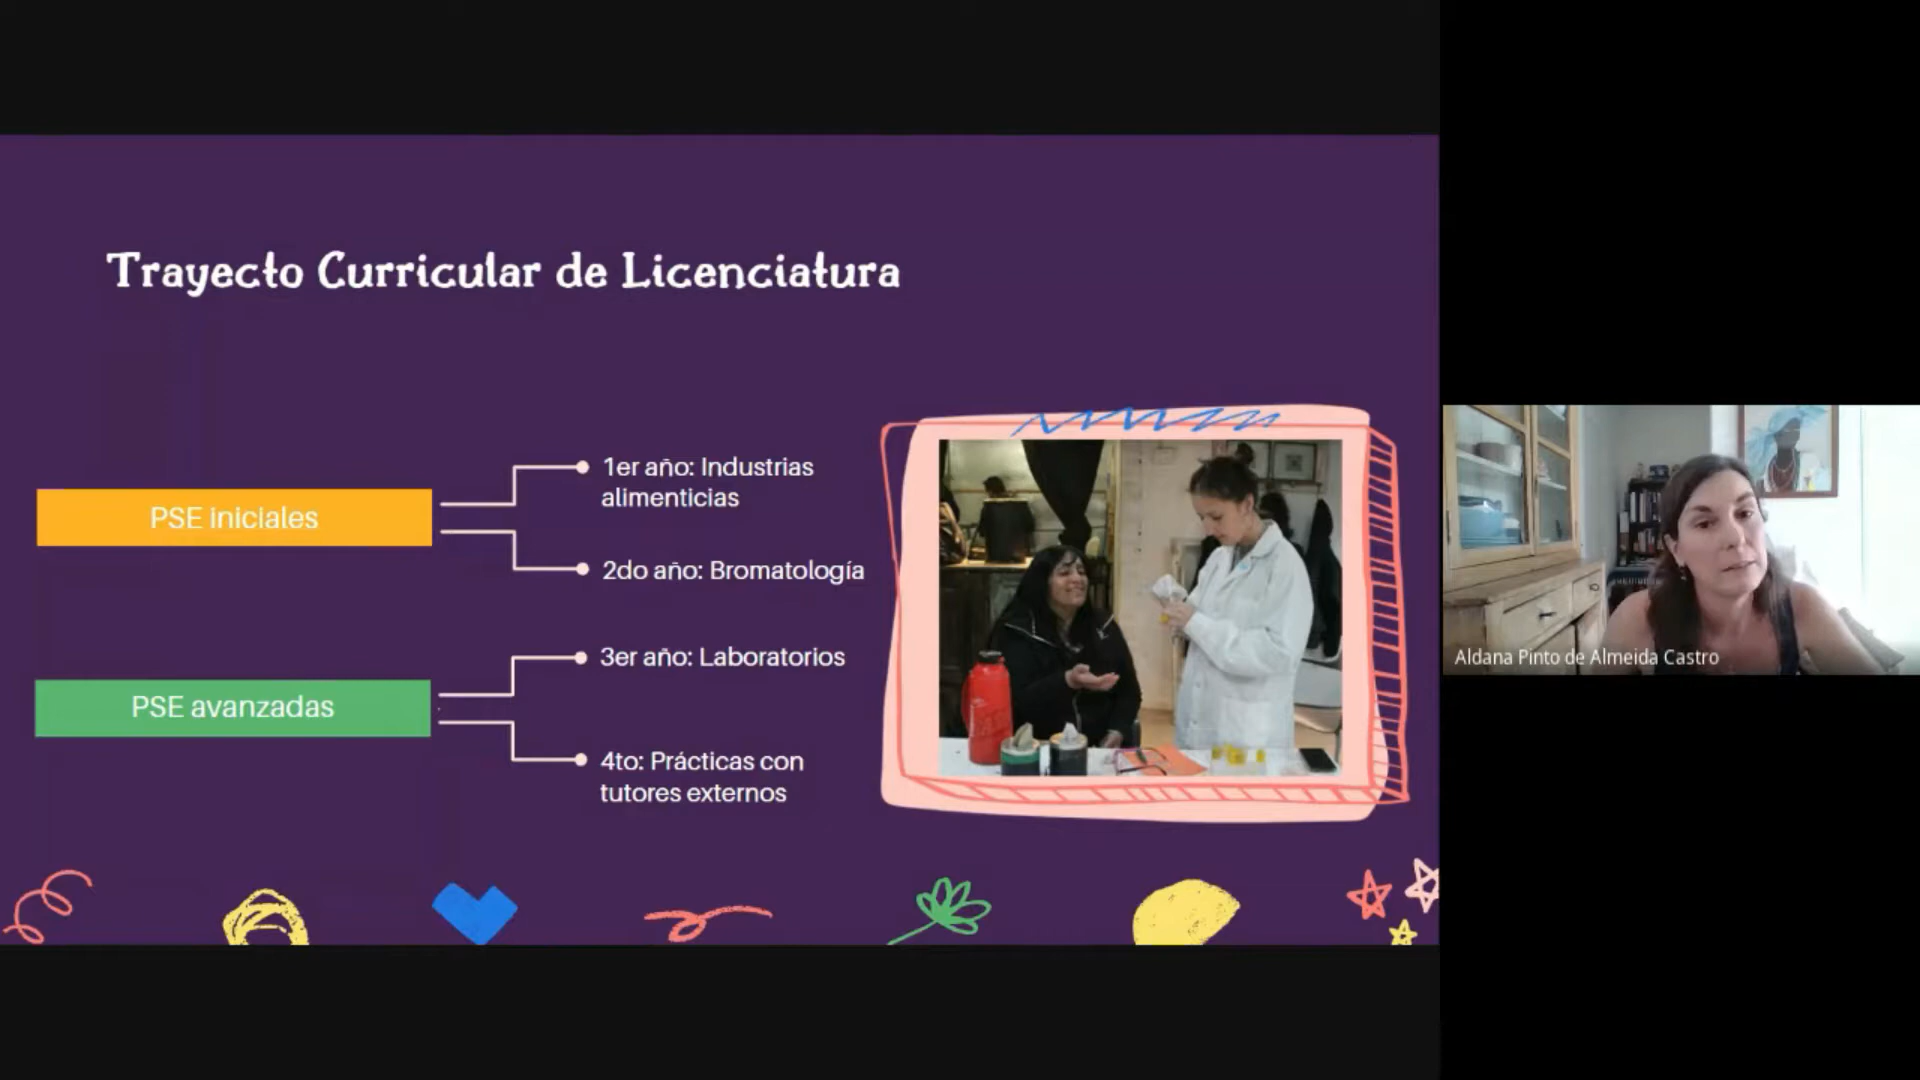 Trayecto Curricular de Licenciatura
PSE iniciales
1er año: Industrias
alimenticias
2do año: Bromatología
PSE avanzadas
3er año: Laboratorios
4to: Prácticas con
tutores externos
Aldana Pinto de Almeida Castro